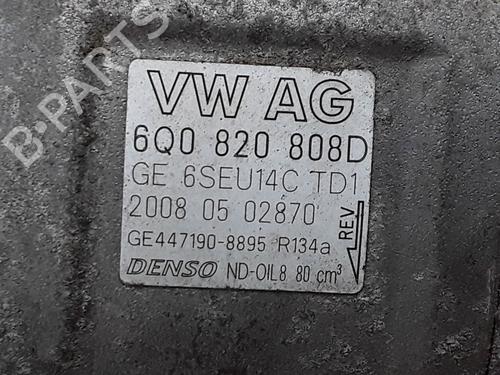 VW AG
6Q0 820 808D
GE 6SEU14C TD1
2008 05 02870
GE447190-8895 R134a
REV
DENSO ND-OIL8 80 cm³
B-PARTS